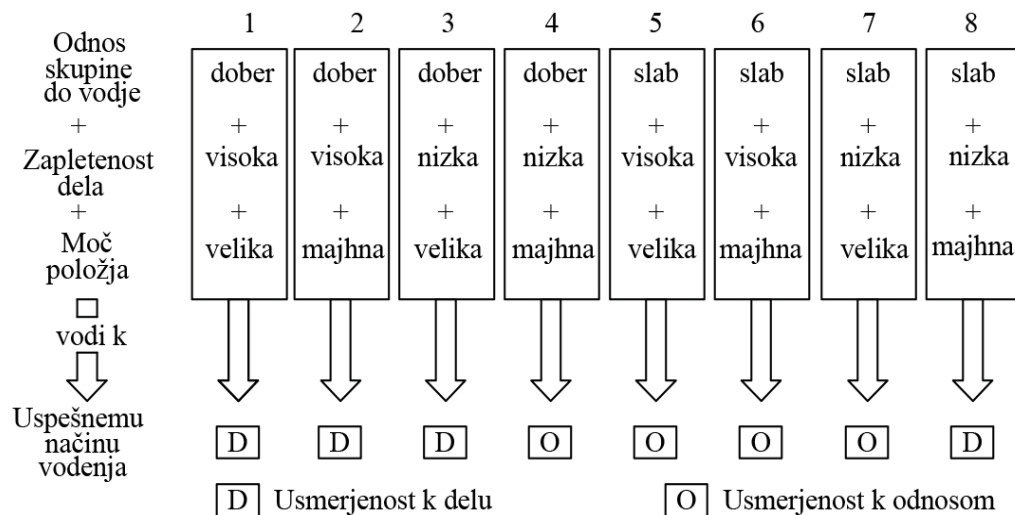 1 2 3 4 5 6 7 8
Odnos
skupine
do vodje
dober dober dober dober slab slab slab slab
+ + + + + + + + +
Zapletenost
dela
visoka visoka nizka nizka visoka visoka nizka nizka
+ + + + + + + + +
Moč
položja
velika majhna velika majhna velika majhna velika majhna
vodi k
Uspešnemu
načinu
vodenja
D D D O O O O D
D Usmerjenost k delu
O Usmerjenost k odnosom